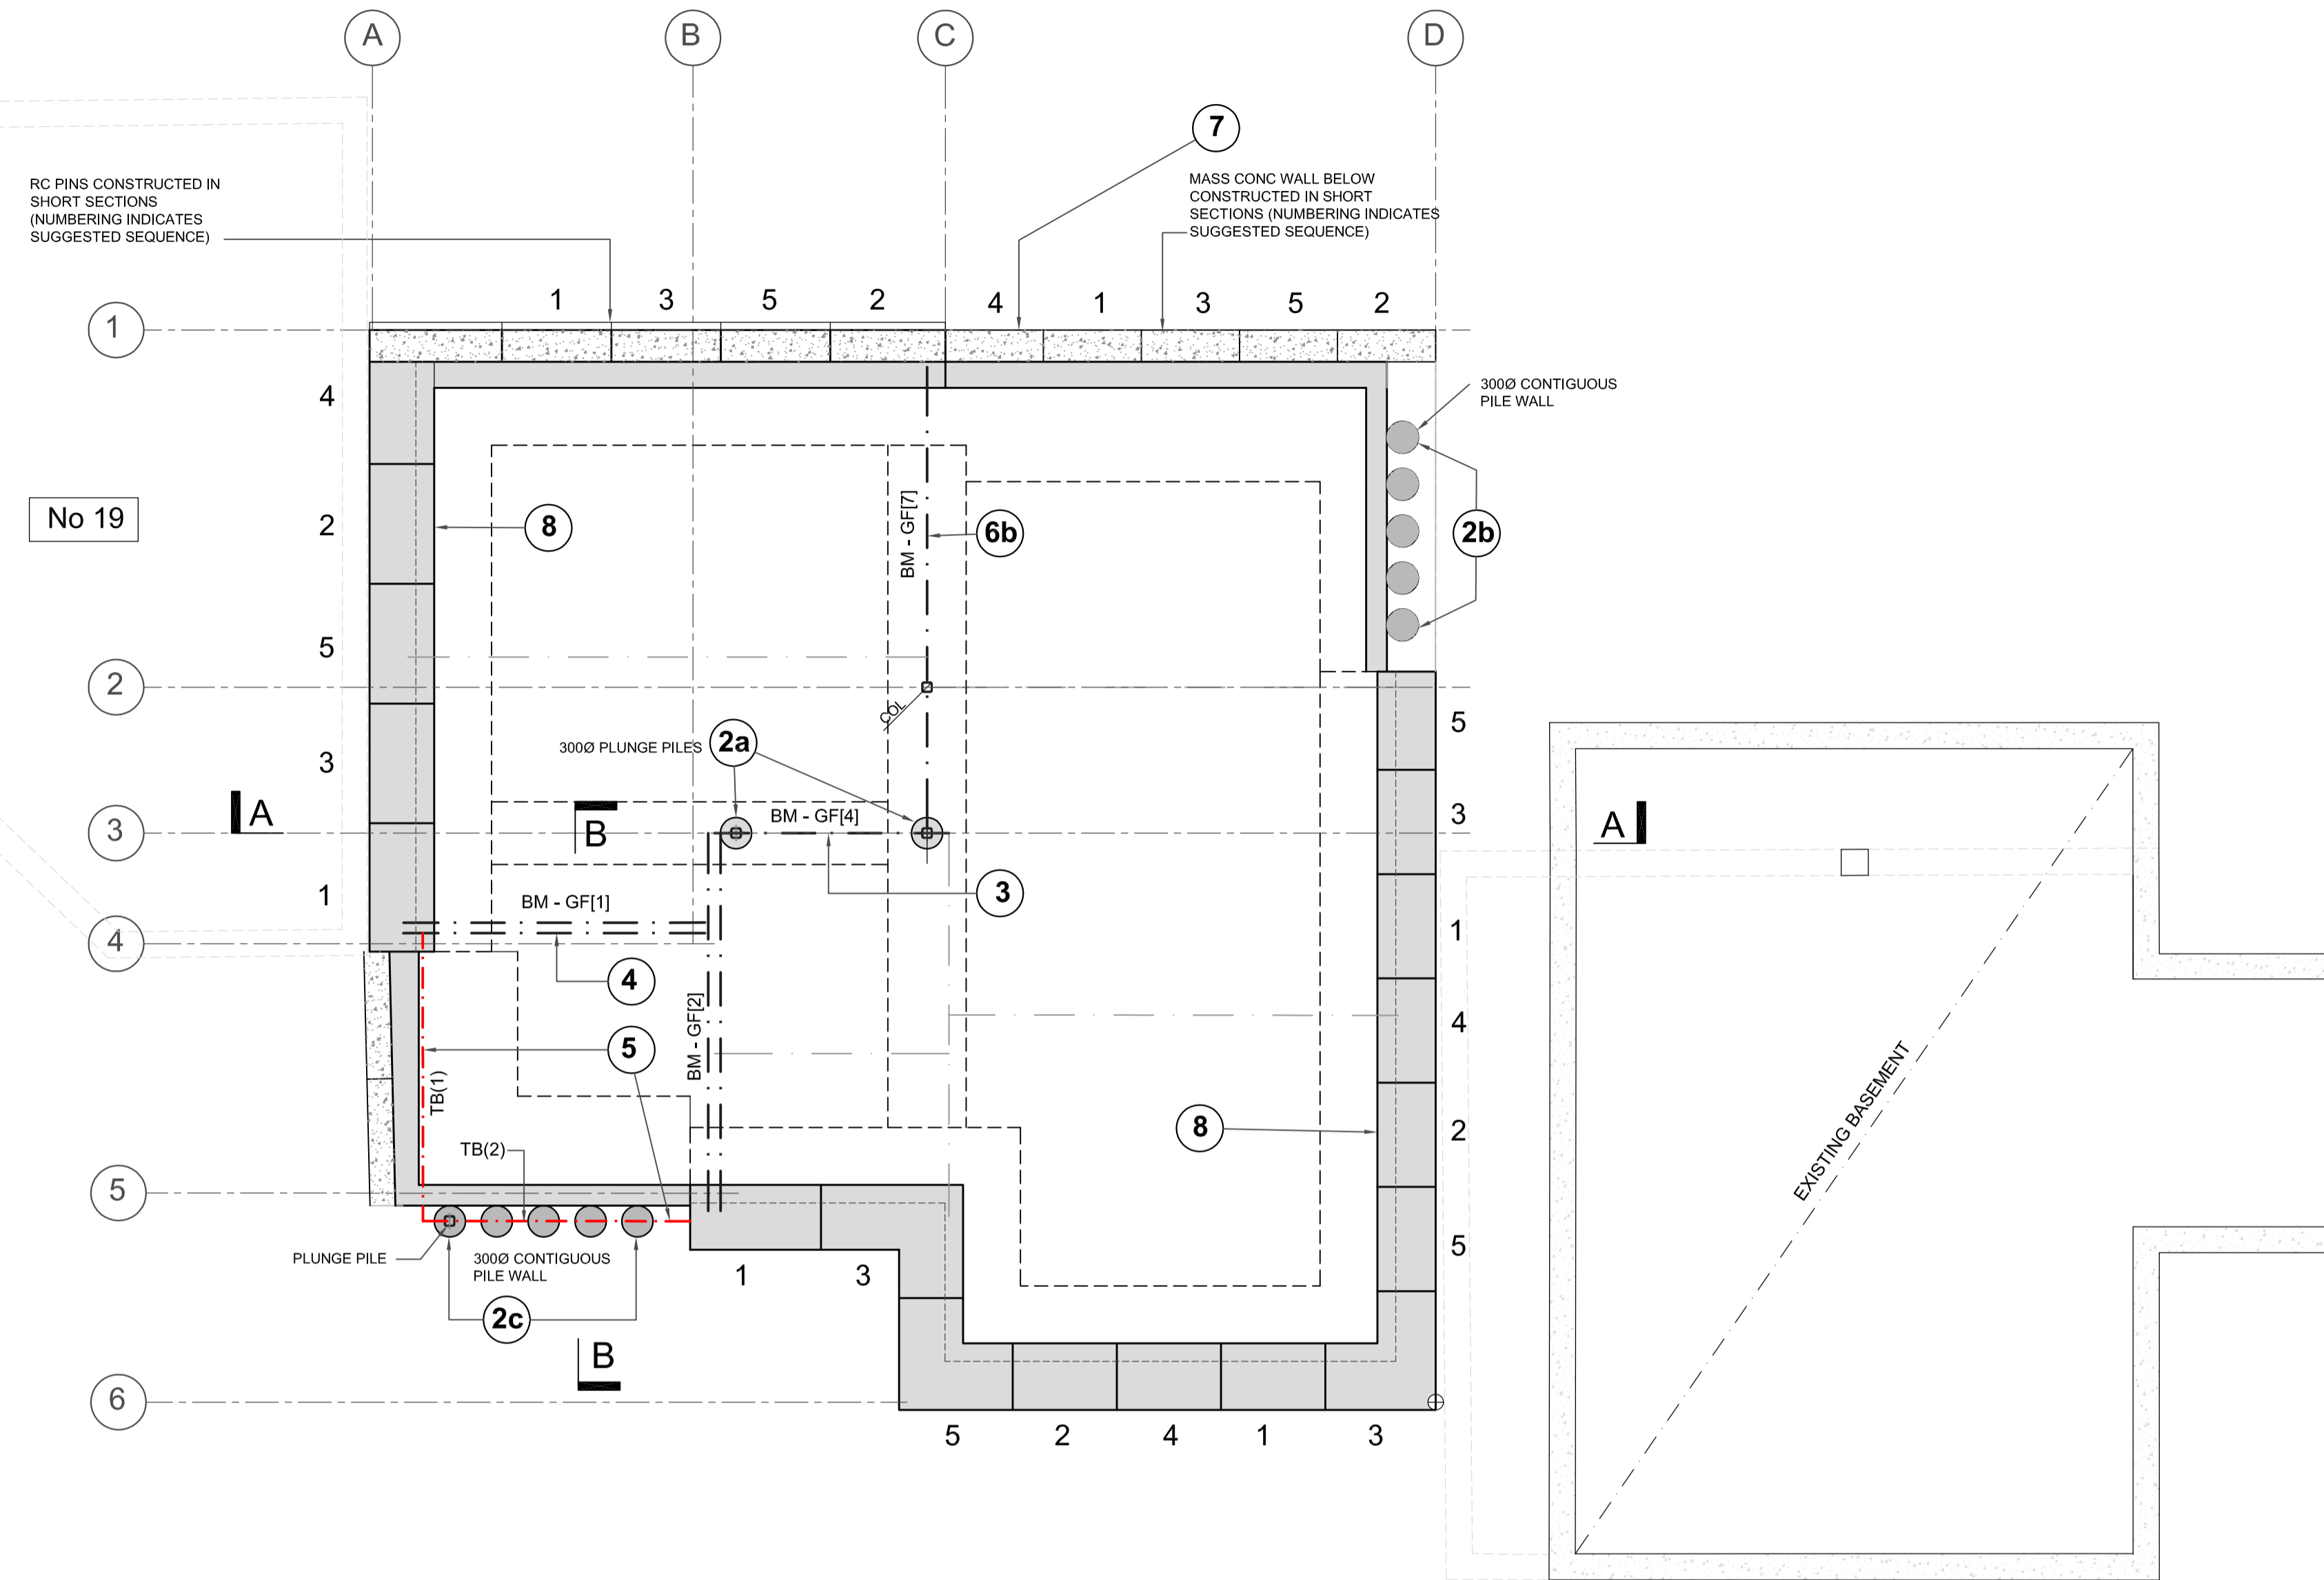 A
B
C
D
7
RC PINS CONSTRUCTED IN
SHORT SECTIONS
(NUMBERING INDICATES
SUGGESTED SEQUENCE)
MASS CONC WALL BELOW
CONSTRUCTED IN SHORT
SECTIONS (NUMBERING INDICATES
SUGGESTED SEQUENCE)
1
3
5
2
4
1
3
5
2
1
4
300Ø CONTIGUOUS
PILE WALL
No 19
2
8
BM - GF[7]
6b
2b
5
2
COL
5
300Ø PLUNGE PILES
2a
3
A
B
BM - GF[4]
3
3
A
1
BM - GF[1]
3
1
4
4
4
BM - GF[2]
5
TB(1)
8
2
EXISTING BASEMENT
TB(2)
5
5
PLUNGE PILE
300Ø CONTIGUOUS
PILE WALL
1
3
2c
B
6
5
2
4
1
3